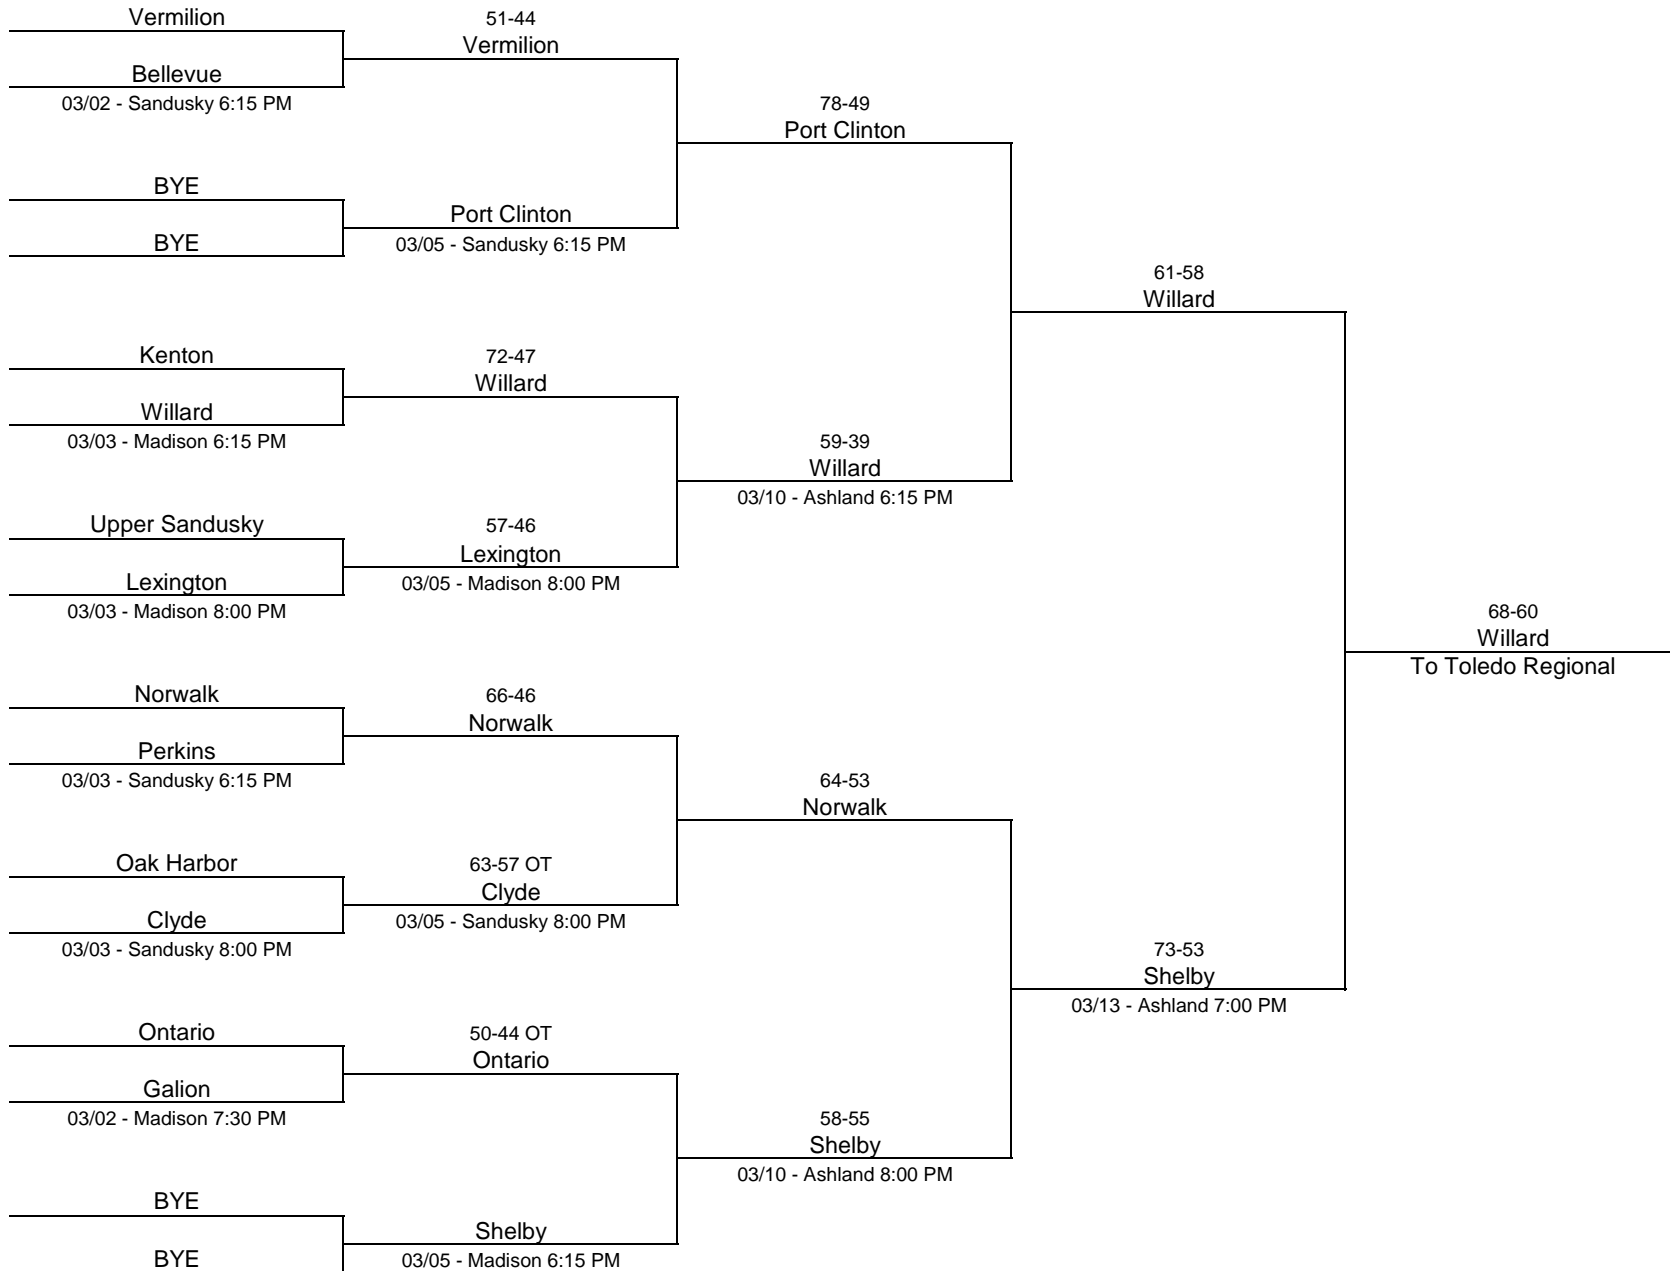 Vermilion
Bellevue
03/02 - Sandusky 6:15 PM
BYE
BYE
Kenton
Willard
03/03 - Madison 6:15 PM
Upper Sandusky
Lexington
03/03 - Madison 8:00 PM
Norwalk
Perkins
03/03 - Sandusky 6:15 PM
Oak Harbor
Clyde
03/03 - Sandusky 8:00 PM
Ontario
Galion
03/02 - Madison 7:30 PM
BYE
BYE
51-44
Vermilion
Port Clinton
03/05 - Sandusky 6:15 PM
72-47
Willard
57-46
Lexington
03/05 - Madison 8:00 PM
66-46
Norwalk
63-57 OT
Clyde
03/05 - Sandusky 8:00 PM
50-44 OT
Ontario
Shelby
03/05 - Madison 6:15 PM
78-49
Port Clinton
59-39
Willard
03/10 - Ashland 6:15 PM
64-53
Norwalk
58-55
Shelby
03/10 - Ashland 8:00 PM
61-58
Willard
73-53
Shelby
03/13 - Ashland 7:00 PM
68-60
Willard
To Toledo Regional